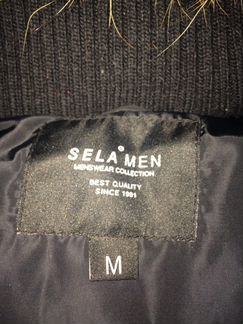 SELA MEN
MENSWEAR COLLECTION
BEST QUALITY
SINCE 1991
M